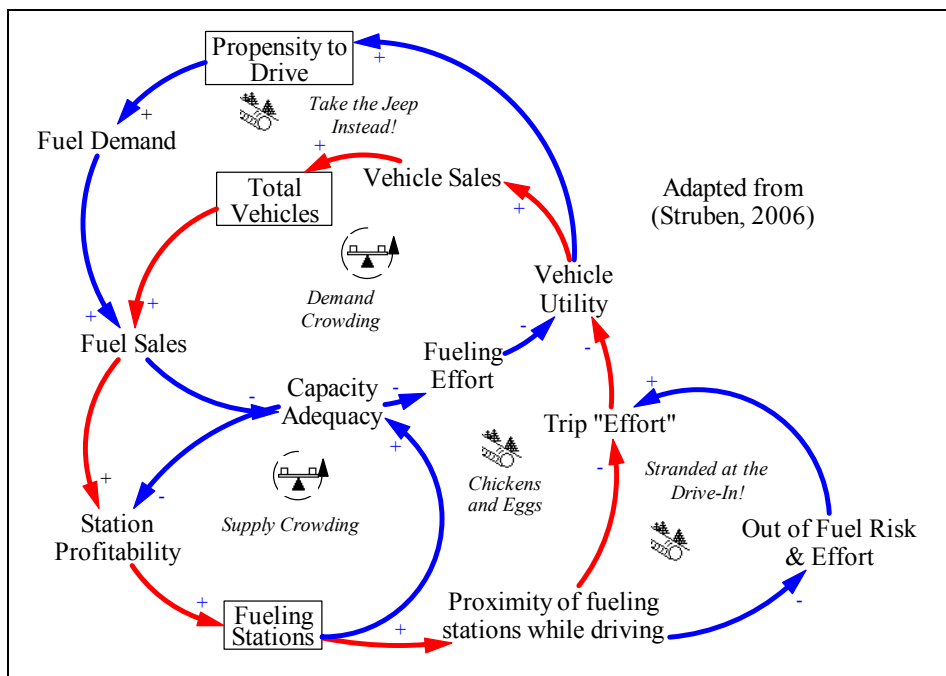 Propensity to
Drive
+
Take the Jeep
Instead!
+
Fuel Demand
+
Vehicle Sales
Total
Vehicles
+
Adapted from
(Struben, 2006)
Vehicle
Utility
Demand
Crowding
+
+
Fuel Sales
-
-
Fueling
Effort
-
Capacity
Adequacy
-
+
Trip "Effort"
+
-
Chickens
and Eggs
Stranded at the
Drive-In!
+
-
Station
Profitability
Supply Crowding
Out of Fuel Risk
& Effort
+
Fueling
Stations
+
Proximity of fueling
stations while driving
-